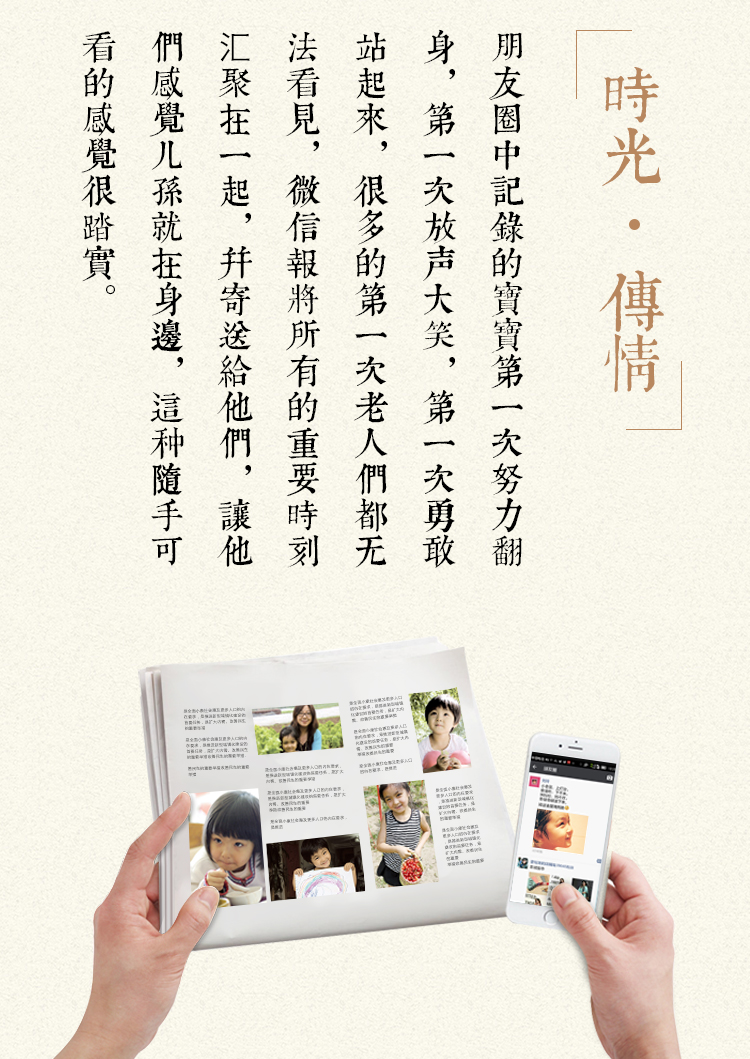 時光·傳情
朋友圈中記錄的寶寶第一次努力翻
身，第一次放声大笑，第一次勇敢
站起來，很多的第一次老人們都无
法看見，微信報將所有的重要時刻
汇聚在一起，幷寄送給他們，讓他
們感覺儿孫就在身邊，這种隨手可
看的感覺很踏實。